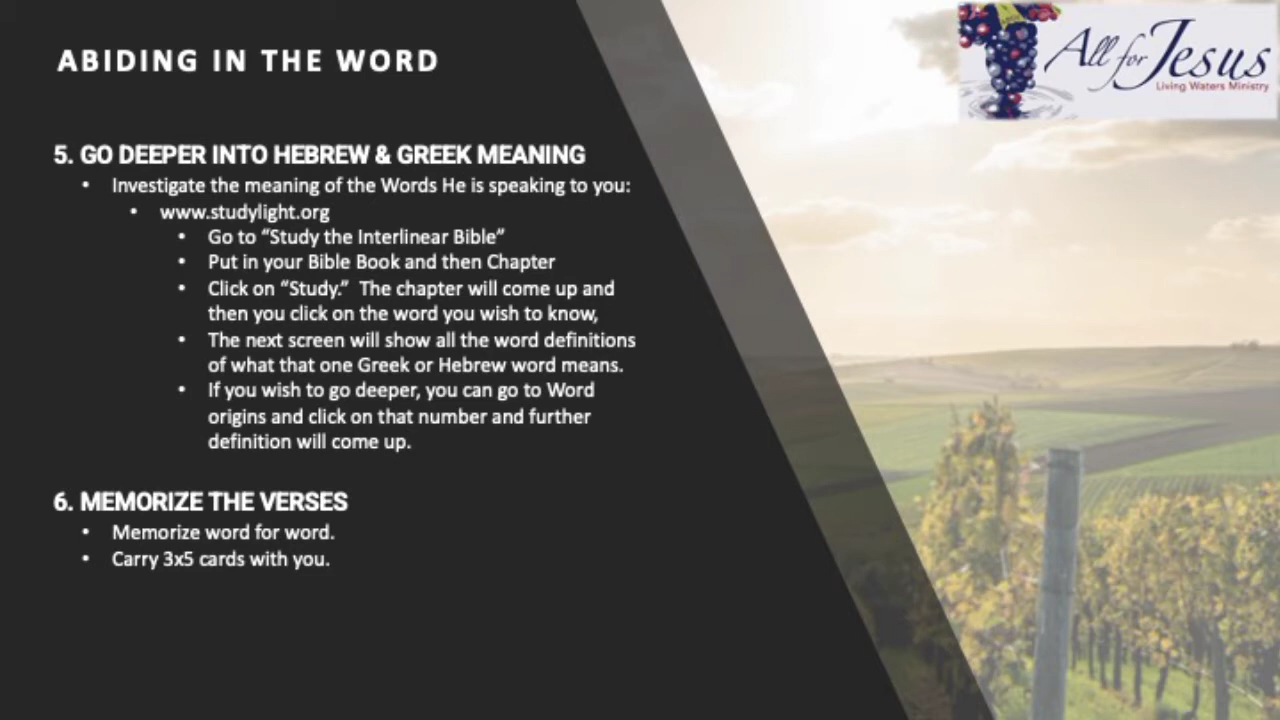 ABIDING IN THE WORD
All for Jesus
Living Waters Ministry
5. GO DEEPER INTO HEBREW & GREEK MEANING
• Investigate the meaning of the Words He is speaking to you:
• www.studylight.org
• Go to “Study the Interlinear Bible”
• Put in your Bible Book and then Chapter
• Click on “Study.”  The chapter will come up and
then you click on the word you wish to know,
• The next screen will show all the word definitions
of what that one Greek or Hebrew word means.
• If you wish to go deeper, you can go to Word
origins and click on that number and further
definition will come up.
6. MEMORIZE THE VERSES
• Memorize word for word.
• Carry 3x5 cards with you.